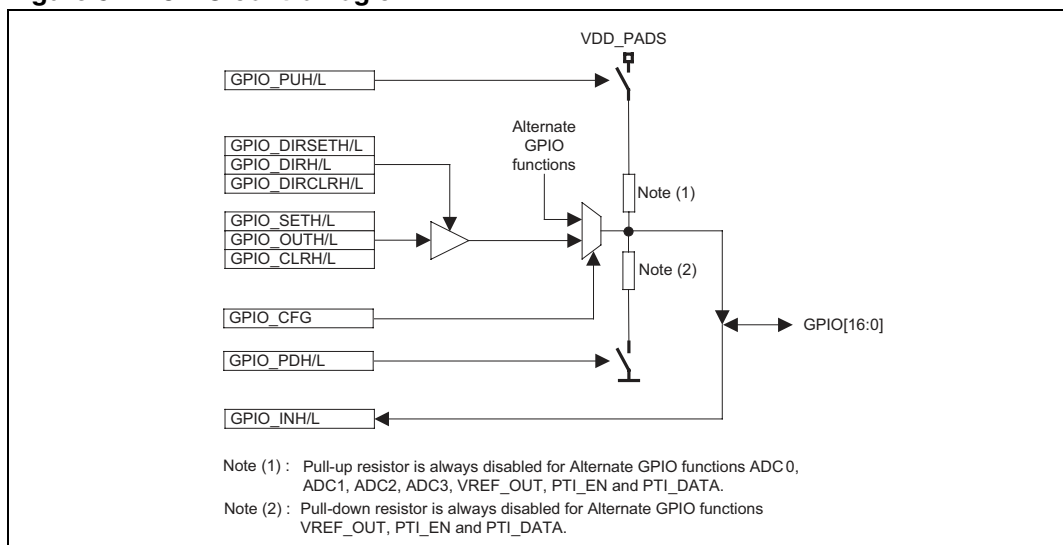 VDD_PADS
GPIO_PUH/L
Alternate
GPIO
functions
GPIO_DIRSETH/L
GPIO_DIRH/L
GPIO_DIRCLRH/L
Note (1)
GPIO_SETH/L
GPIO_OUTH/L
GPIO_CLRH/L
Note (2)
GPIO_CFG
GPIO[16:0]
GPIO_PDH/L
GPIO_INH/L
Note (1) : Pull-up resistor is always disabled for Alternate GPIO functions ADC0,
ADC1, ADC2, ADC3, VREF_OUT, PTI_EN and PTI_DATA.
Note (2) : Pull-down resistor is always disabled for Alternate GPIO functions
VREF_OUT, PTI_EN and PTI_DATA.